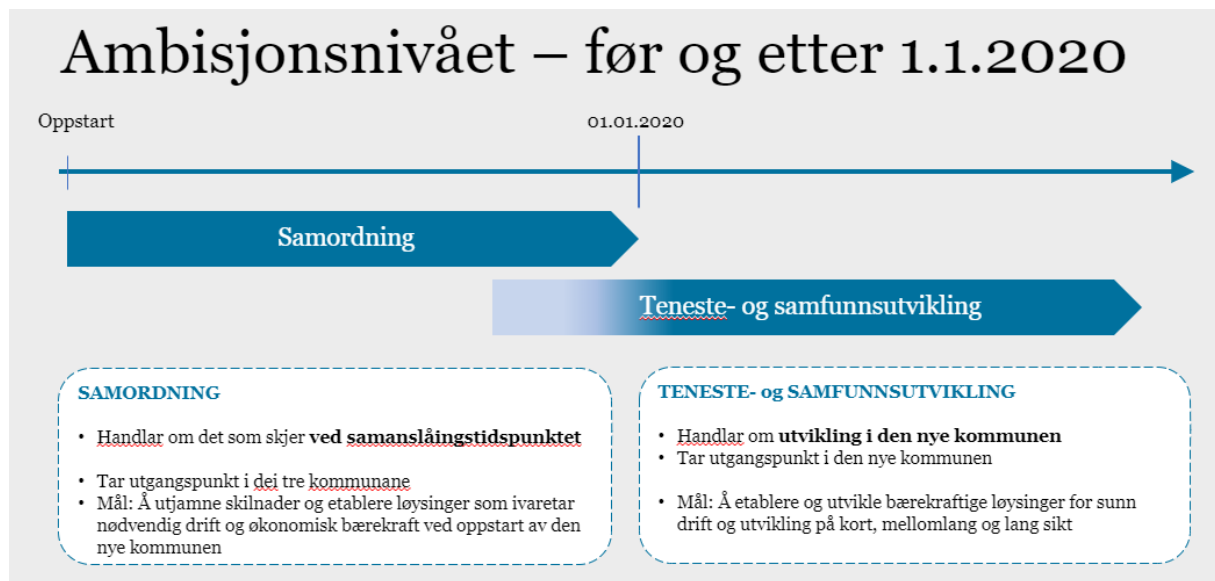 Ambisjonsnivået – før og etter 1.1.2020
Oppstart
01.01.2020
Samordning
Teneste- og samfunnsutvikling
SAMORDNING
• Handlar om det som skjer ved samanslåingstidspunktet
• Tar utgangspunkt i dei tre kommunane
• Mål: Å utjamne skilnader og etablere løysinger som ivaretar
nødvendig drift og økonomisk bærekraft ved oppstart av den
nye kommunen
TENESTE- og SAMFUNNSUTVIKLING
• Handlar om utvikling i den nye kommunen
• Tar utgangspunkt i den nye kommunen
• Mål: Å etablere og utvikle bærekraftige løysinger for sunn
drift og utvikling på kort, mellomlang og lang sikt